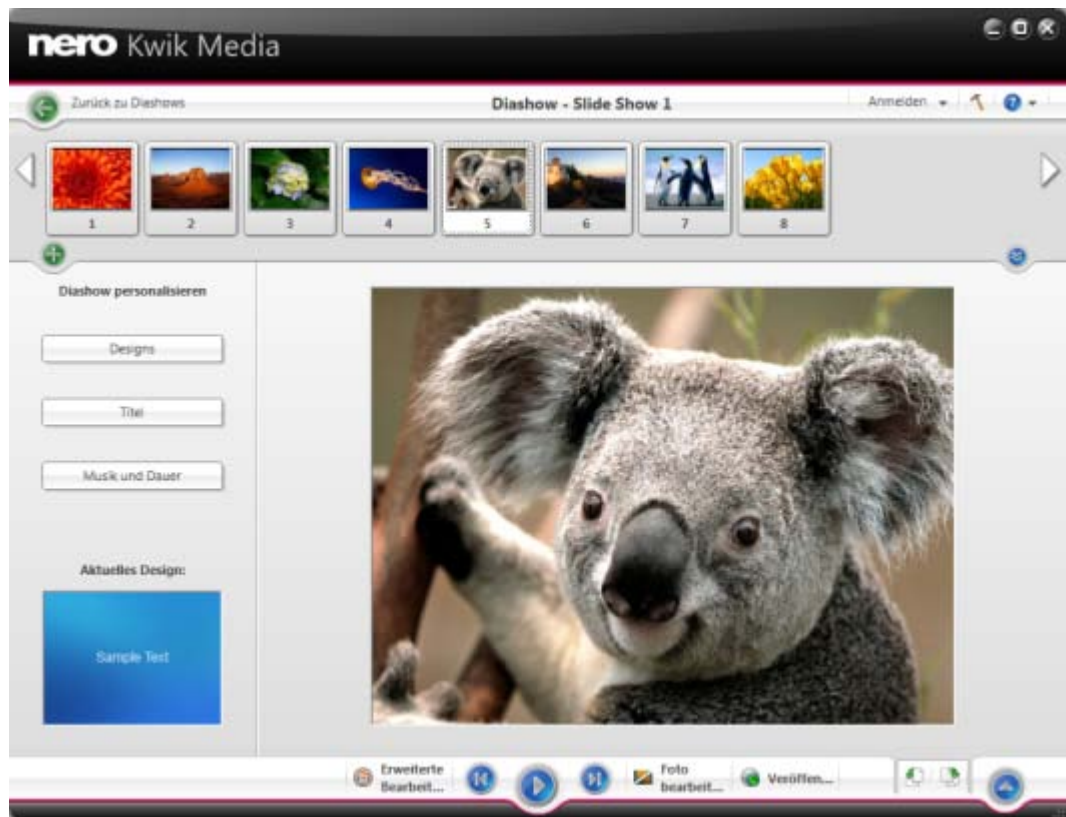 nero Kwik Media
Zurück zu Diashows
Diashow - Slide Show 1
Anmelden
1
2
3
4
5
6
7
8
Diashow personalisieren
Designs
Titel
Musik und Dauer
Aktuelles Design:
Sample Text
Erweiterte
Bearbeit...
Foto
bearbeit...
Veröffen...